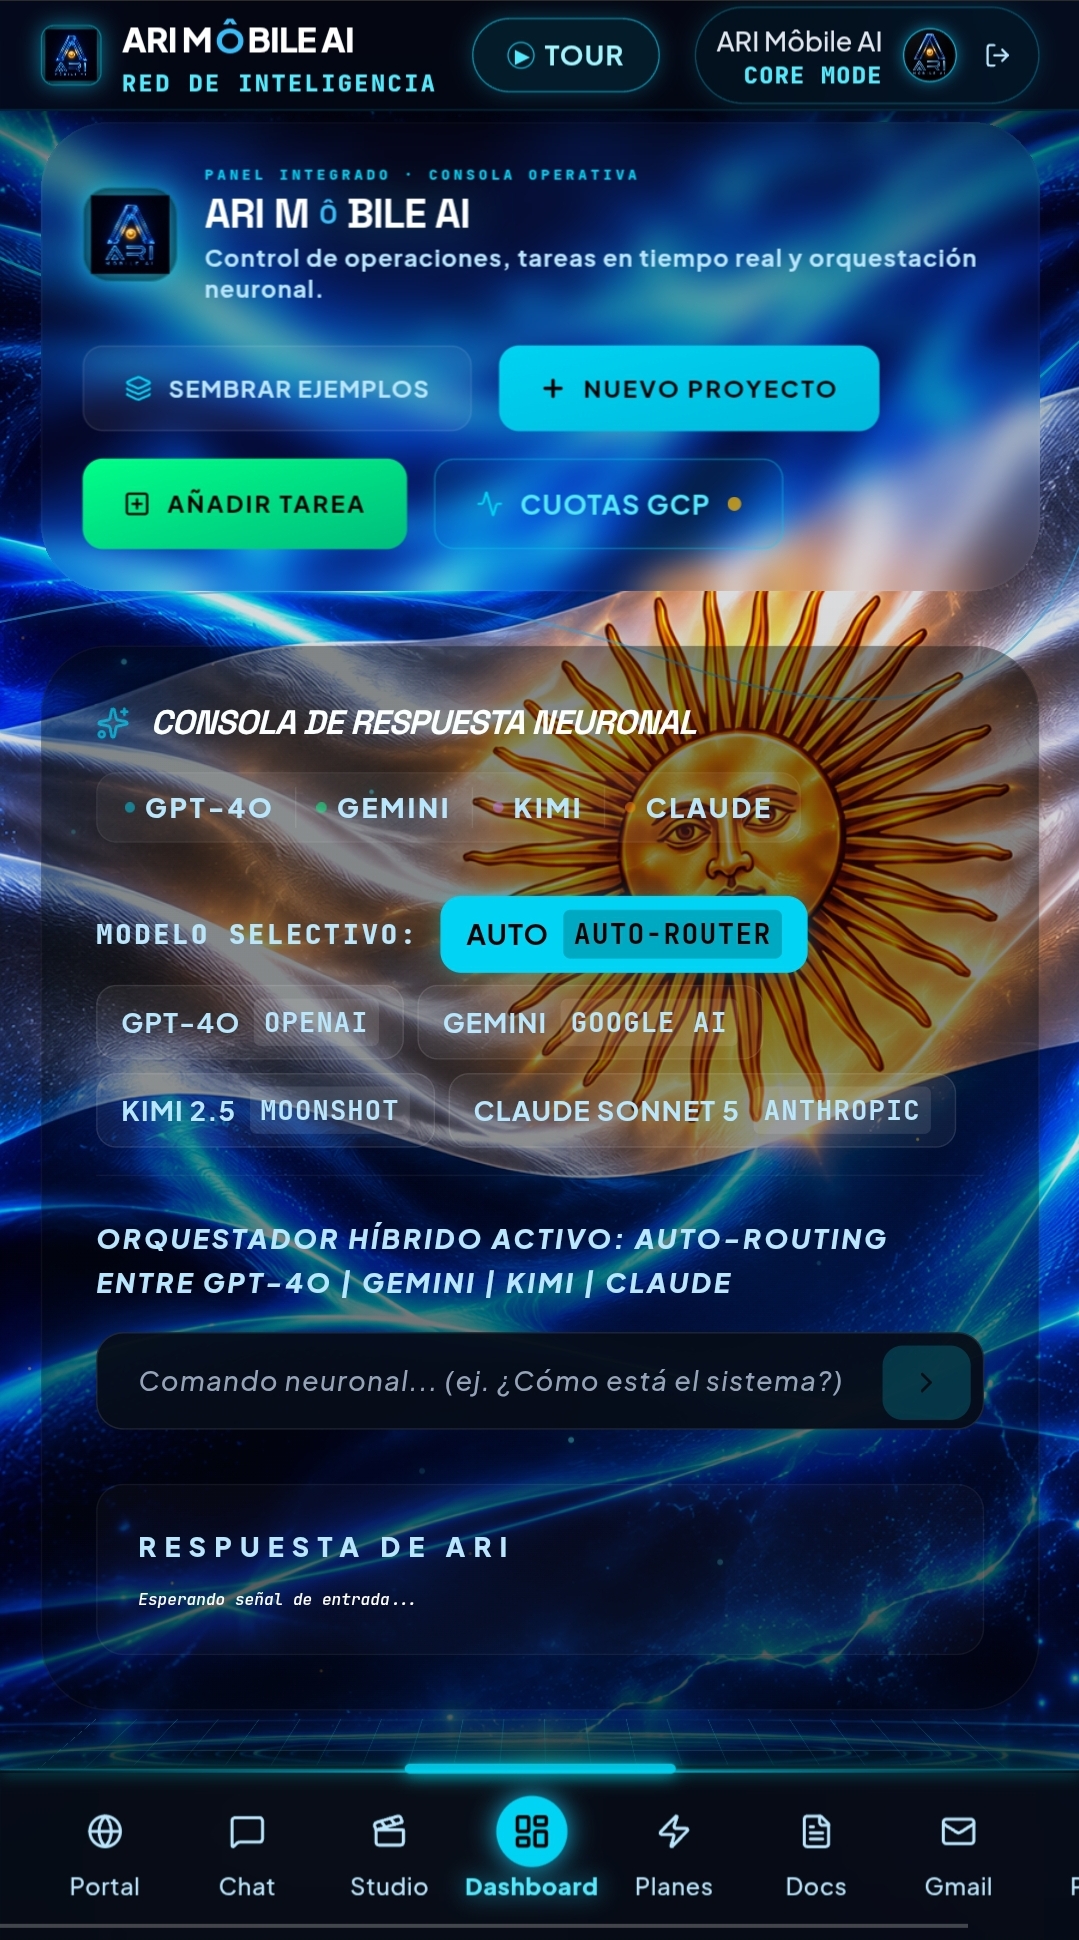 ARI MÔBILE AI
RED DE INTELIGENCIA
TOUR
ARI Môbile AI
CORE MODE
PANEL INTEGRADO · CONSOLA OPERATIVA
ARI M ô BILE AI
Control de operaciones, tareas en tiempo real y orquestación
neuronal.
SEMBRAR EJEMPLOS
+ NUEVO PROYECTO
AÑADIR TAREA
CUOTAS GCP
CONSOLA DE RESPUESTA NEURONAL
GPT-4O GEMINI KIMI CLAUDE
MODELO SELECTIVO: AUTO AUTO-ROUTER
GPT-4O OPENAI GEMINI GOOGLE AI
KIMI 2.5 MOONSHOT CLAUDE SONNET 5 ANTHROPIC
ORQUESTADOR HÍBRIDO ACTIVO: AUTO-ROUTING
ENTRE GPT-4O | GEMINI | KIMI | CLAUDE
Comando neuronal... (ej. ¿Cómo está el sistema?)
RESPUESTA DE ARI
Esperando señal de entrada...
Portal Chat Studio Dashboard Planes Docs Gmail